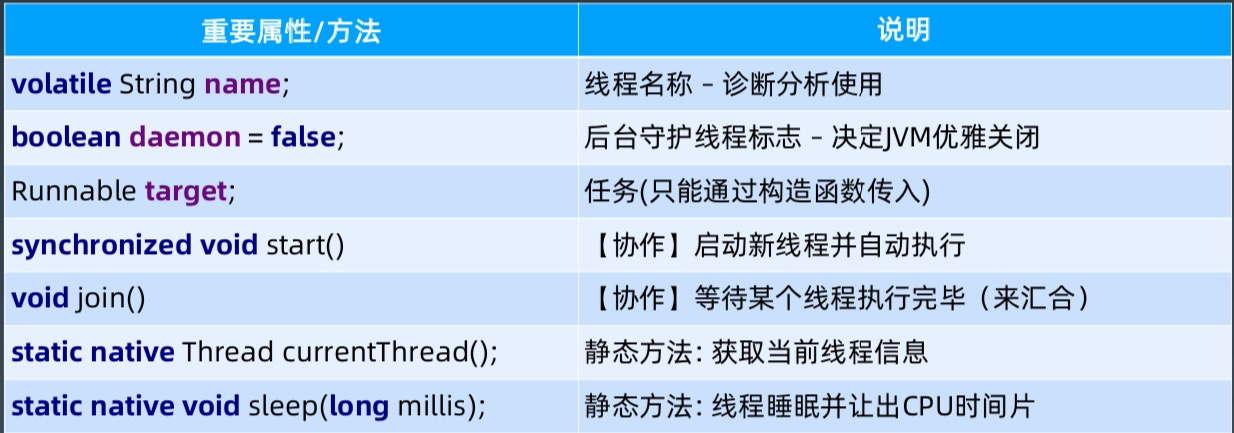 重要属性/方法 说明
volatile String name; 线程名称 – 诊断分析使用
boolean daemon = false; 后台守护线程标志 – 决定JVM优雅关闭
Runnable target; 任务(只能通过构造函数传入)
synchronized void start() 【协作】启动新线程并自动执行
void join() 【协作】等待某个线程执行完毕（来汇合）
static native Thread currentThread(); 静态方法: 获取当前线程信息
static native void sleep(long millis); 静态方法: 线程睡眠并让出CPU时间片